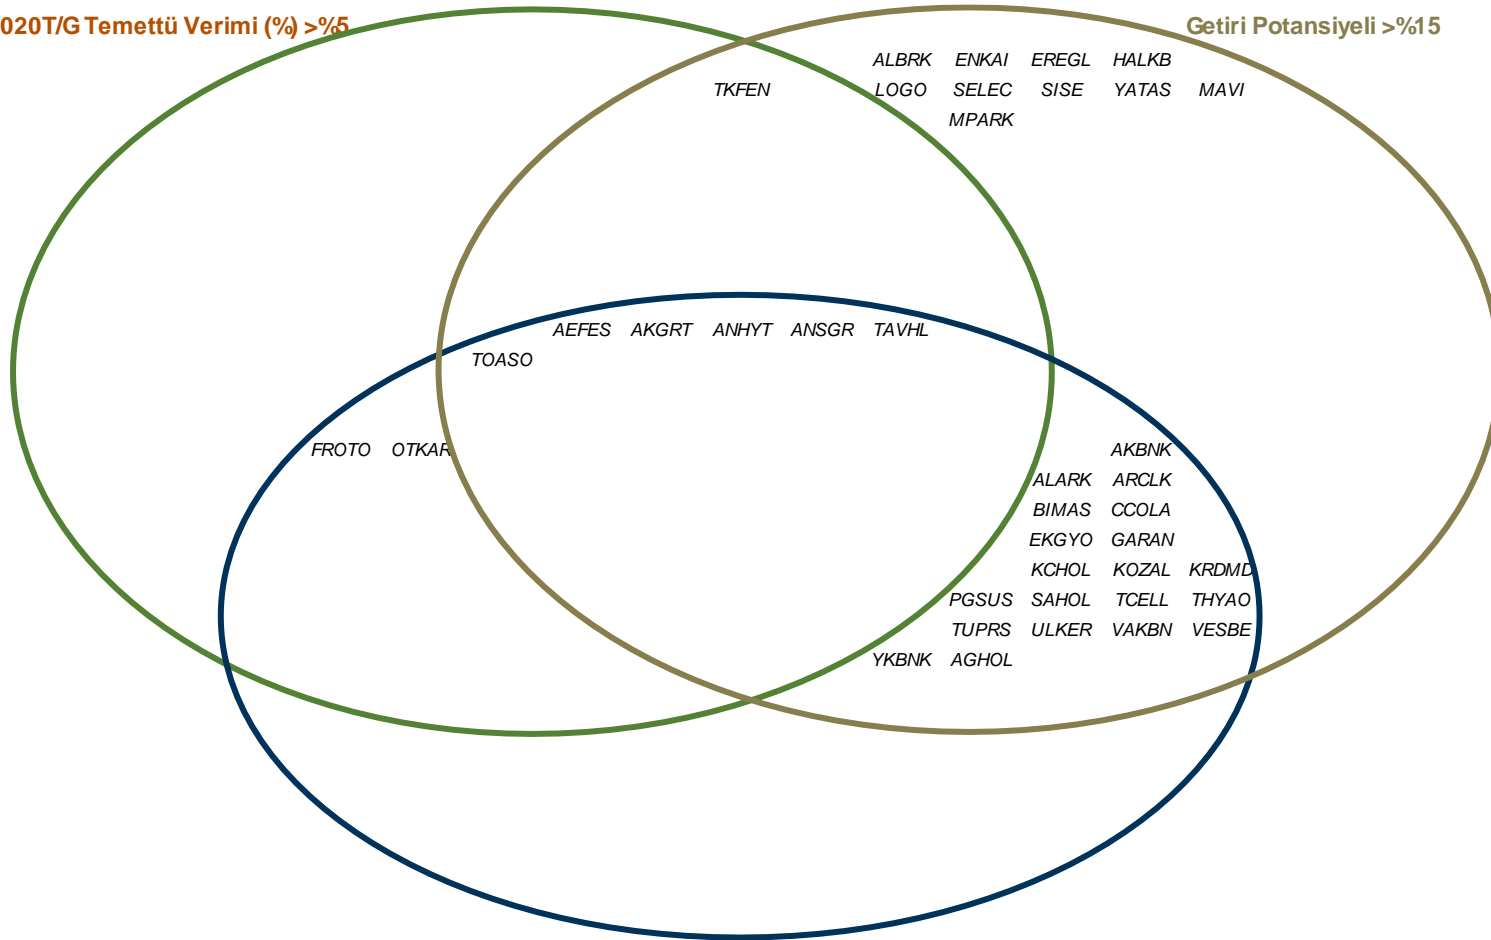 020T/G Temettü Verimi (%) >%5
Getiri Potansiyeli >%15
ALBRK ENKAI EREGL HALKB
TKFEN LOGO SELEC SISE YATAS MAVI
MPARK
AEFES AKGRT ANHYT ANSGR TAVHL
TOASO
FROTO OTKAR AKBNK
ALARK ARCLK
BIMAS CCOLA
EKGYO GARAN
KCHOL KOZAL KRDMD
PGSUS SAHOL TCELL THYAO
TUPRS ULKER VAKBN VESBE
YKBNK AGHOL